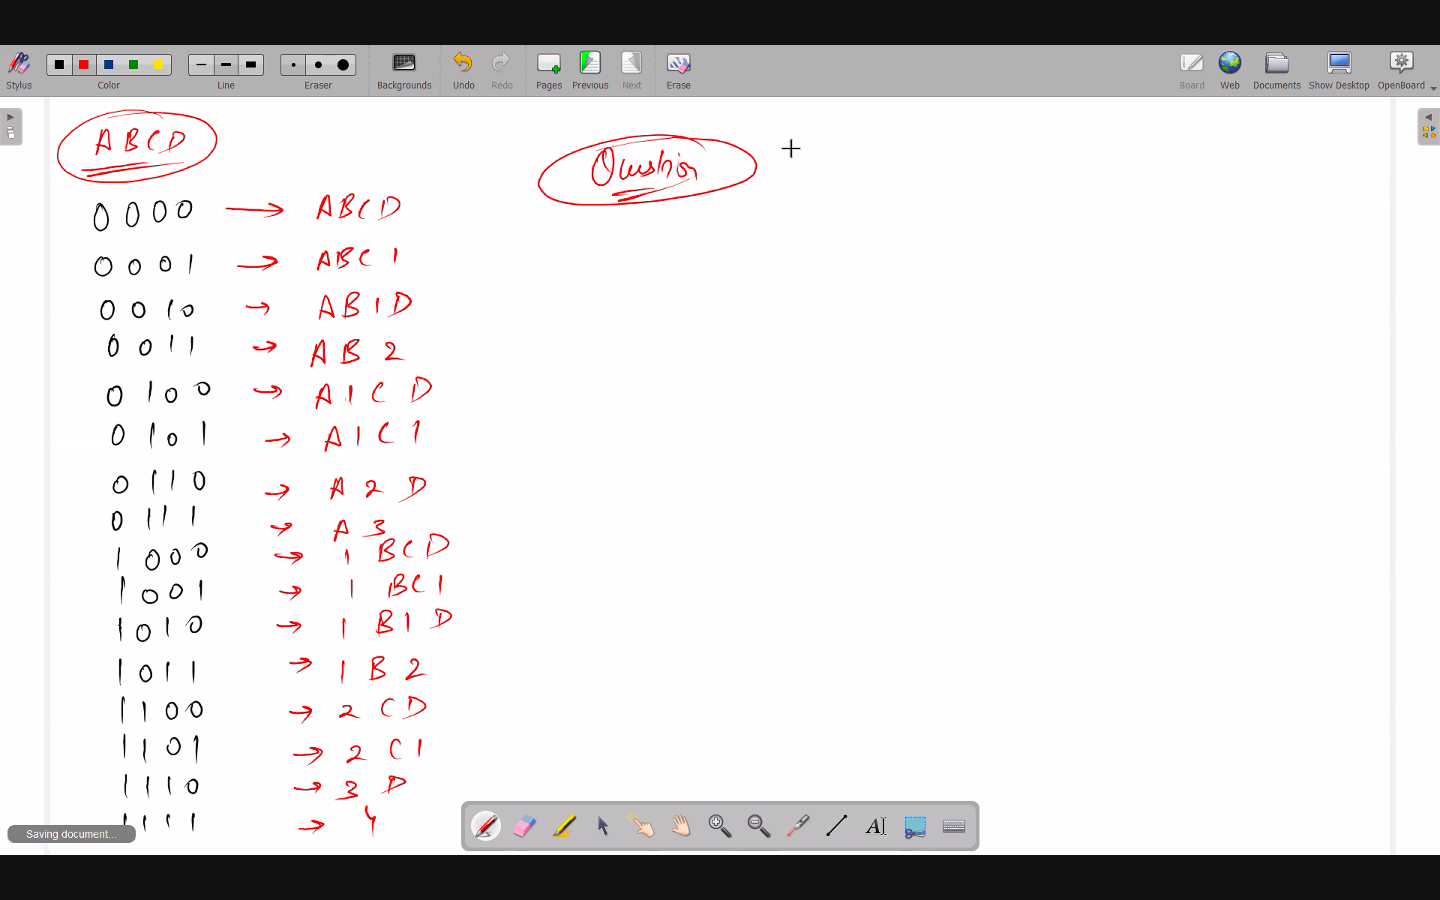 Stylus
Color
Line
Eraser
Backgrounds
Undo
Redo
Pages
Previous
Next
Erase
Board
Web
Documents
Show Desktop
OpenBoard
ABCD
Question
0000 → ABCD
0001 → ABC1
0010 → AB1D
0011 → AB2
0100 → A1CD
0101 → A1C1
0110 → A2D
0111 → A3
1000 → 1BCD
1001 → 1BC1
1010 → 1B1D
1011 → 1B2
1100 → 2CD
1101 → 2C1
1110 → 3D
1111 → 4
Saving document...